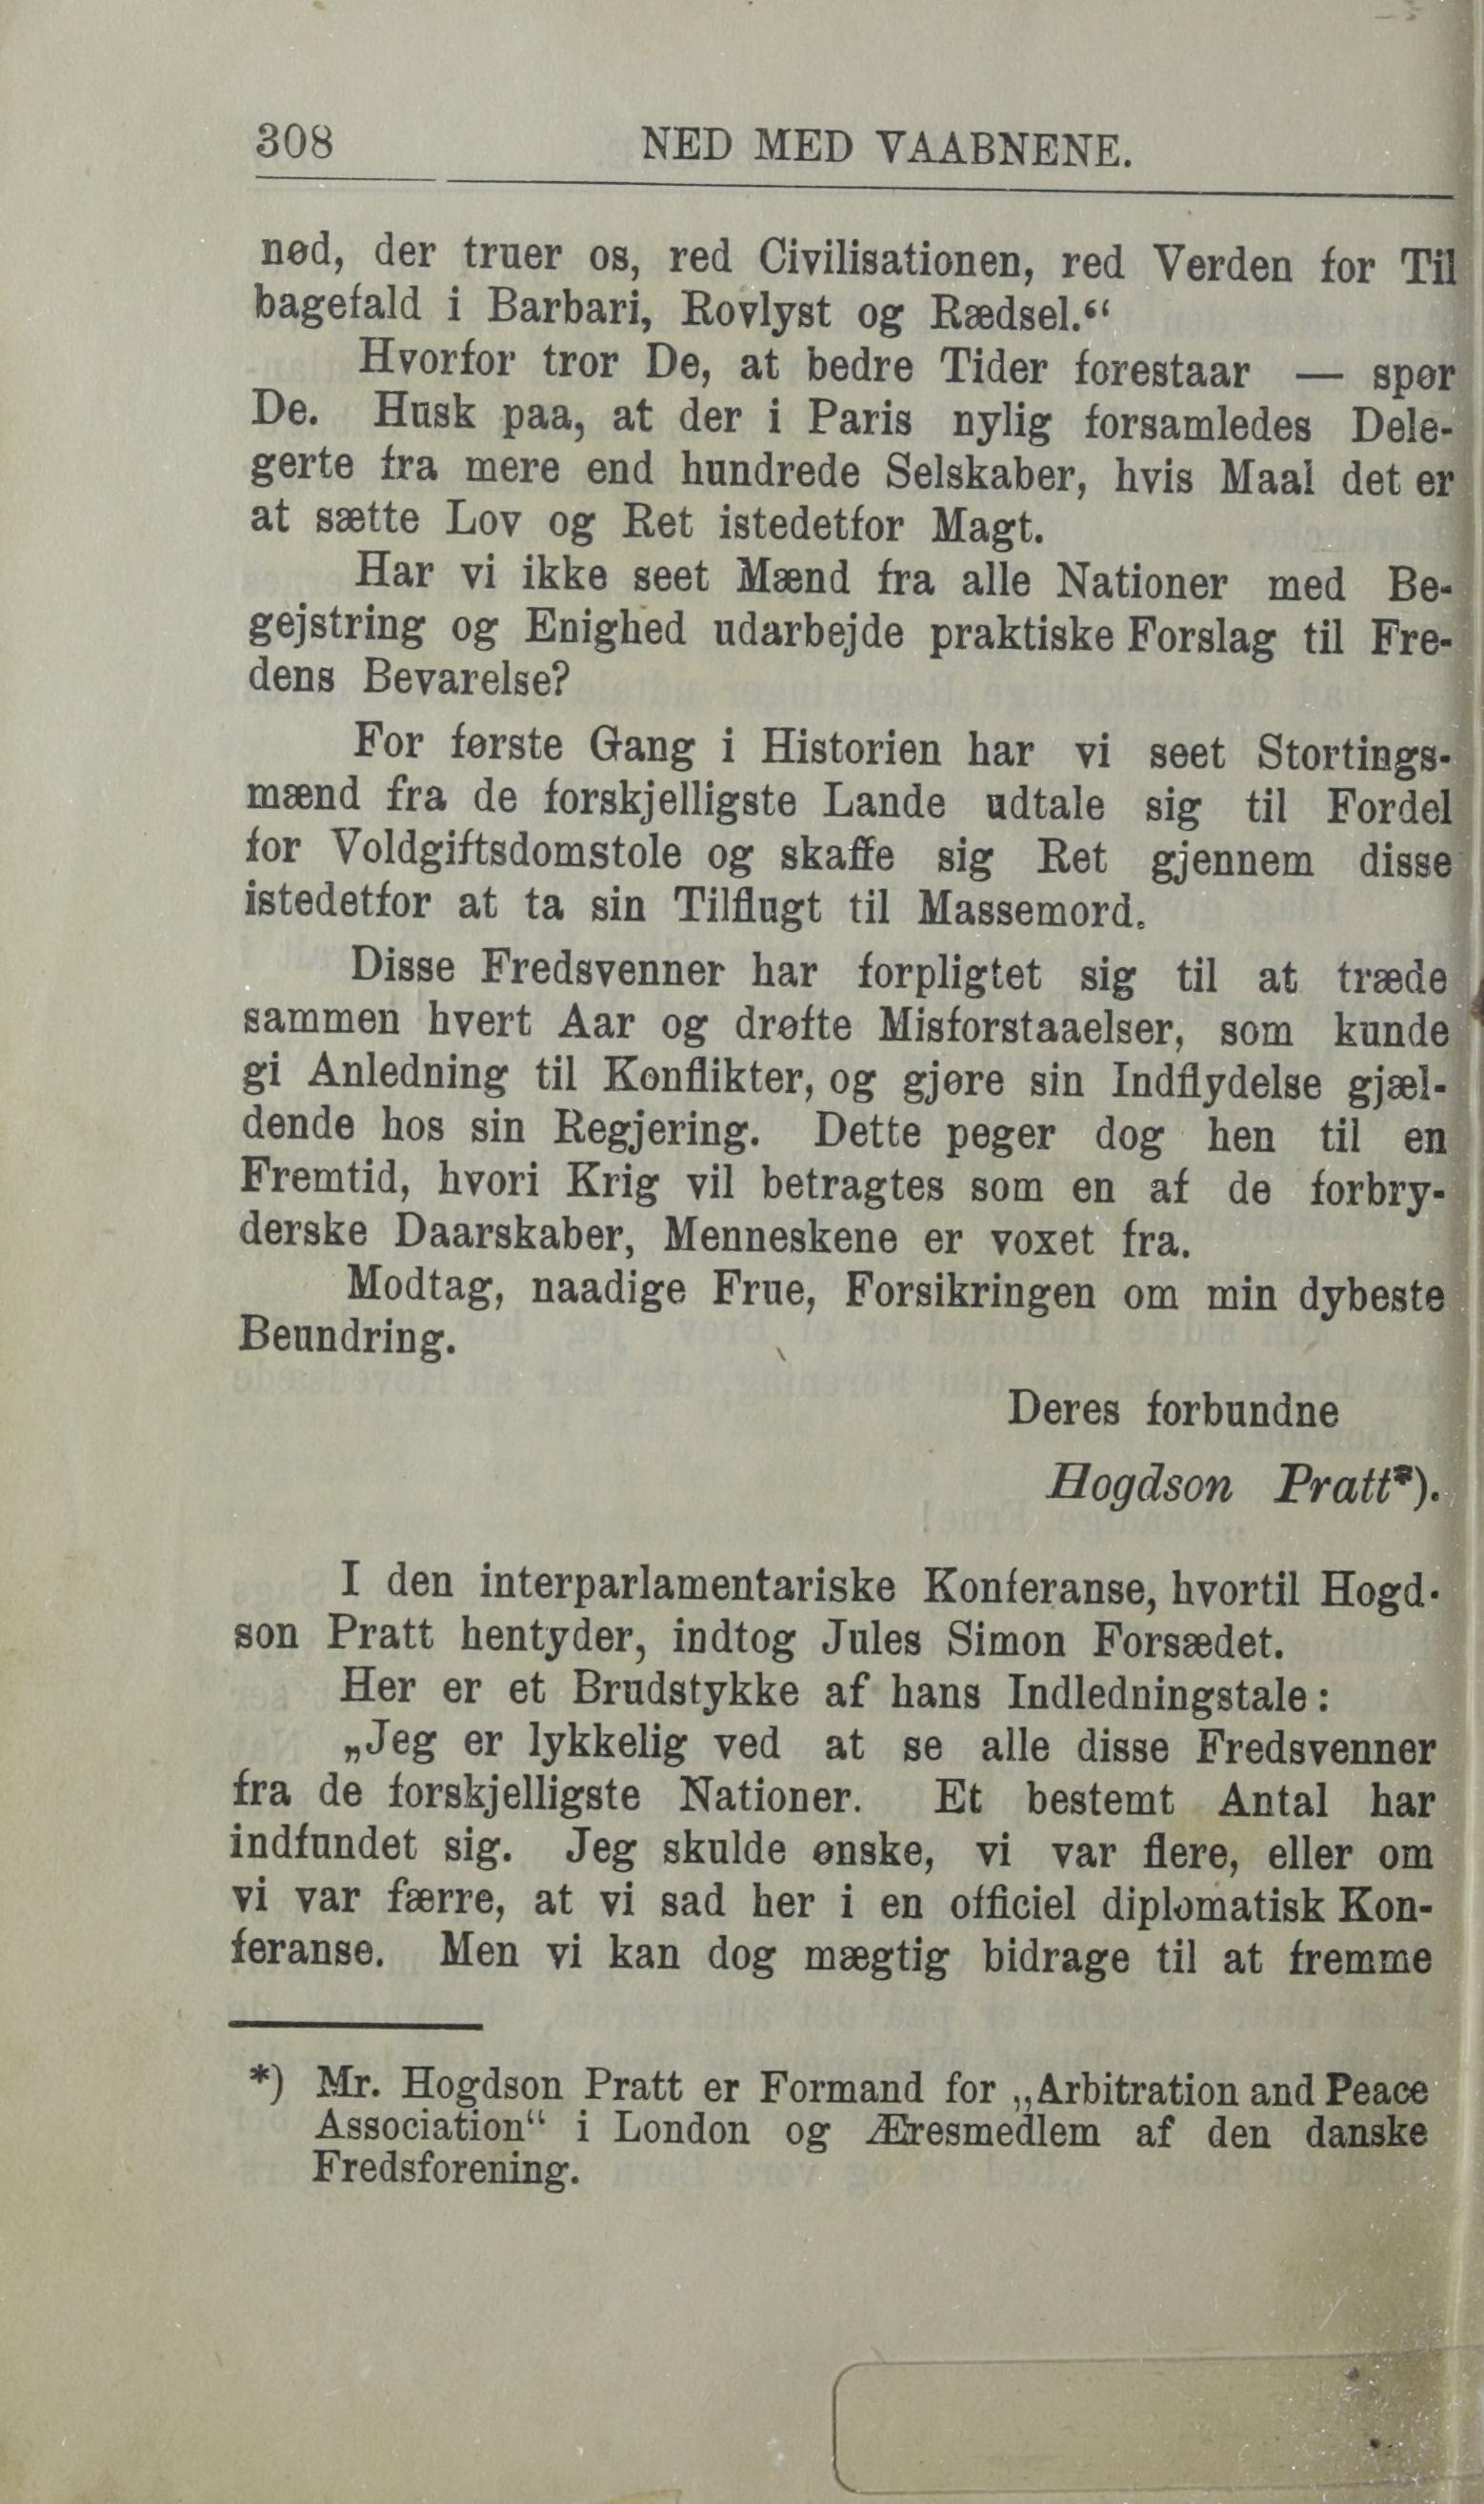 308 NED MED VAABNENE.
nød, der truer os, red Civilisationen, red Verden for Til
bagefald i Barbari, Rovlyst og Rædsel.“
Hvorfor tror De, at bedre Tider forestaar — spør
De. Husk paa, at der i Paris nylig forsamledes Dele-
gerte fra mere end hundrede Selskaber, hvis Maal det er
at sætte Lov og Ret istedetfor Magt.
Har vi ikke seet Mænd fra alle Nationer med Be-
gejstring og Enighed udarbejde praktiske Forslag til Fre-
dens Bevarelse?
For første Gang i Historien har vi seet Stortings-
mænd fra de forskjelligste Lande udtale sig til Fordel
for Voldgiftsdomstole og skaffe sig Ret gjennem disse
istedetfor at ta sin Tilflugt til Massemord.
Disse Fredsvenner har forpligtet sig til at træde
sammen hvert Aar og drøfte Misforstaaelser, som kunde
gi Anledning til Konflikter, og gjøre sin Indflydelse gjæl-
dende hos sin Regjering. Dette peger dog hen til en
Fremtid, hvori Krig vil betragtes som en af de forbry-
derske Daarskaber, Menneskene er voxet fra.
Modtag, naadige Frue, Forsikringen om min dybeste
Beundring.
Deres forbundne
Hogdson Pratt*).
I den interparlamentariske Konferanse, hvortil Hogd-
son Pratt hentyder, indtog Jules Simon Forsædet.
Her er et Brudstykke af hans Indledningstale:
„Jeg er lykkelig ved at se alle disse Fredsvenner
fra de forskjelligste Nationer. Et bestemt Antal har
indfundet sig. Jeg skulde ønske, vi var flere, eller om
vi var færre, at vi sad her i en officiel diplomatisk Kon-
feranse. Men vi kan dog mægtig bidrage til at fremme
*) Mr. Hogdson Pratt er Formand for „Arbitration and Peace
Association“ i London og Æresmedlem af den danske
Fredsforening.